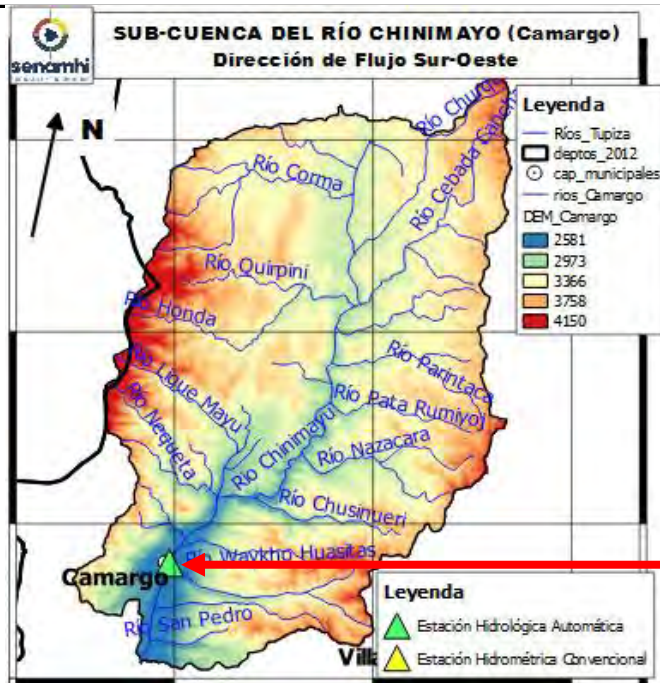 SUB-CUENCA DEL RÍO CHINIMAYO (Camargo)
Dirección de Flujo Sur-Oeste
senamhi
N
Leyenda
Ríos_Tupiza
deptos_2012
cap_municipales
rios_Camargo
DEM_Camargo
2581
2973
3366
3758
4150
Río Cebada Cancha
Río Corma
Río Quirpini
Río Honda
Río Parintaca
Río Lique Mayu
Río Pata Rumiyoj
Río Nequeta
Río Chinimayu
Río Nazacara
Río Chusinueri
Río Waykho Huasitas
Camargo
Río San Pedro
Vill
Leyenda
Estación Hidrológica Automática
Estación Hidrométrica Convencional